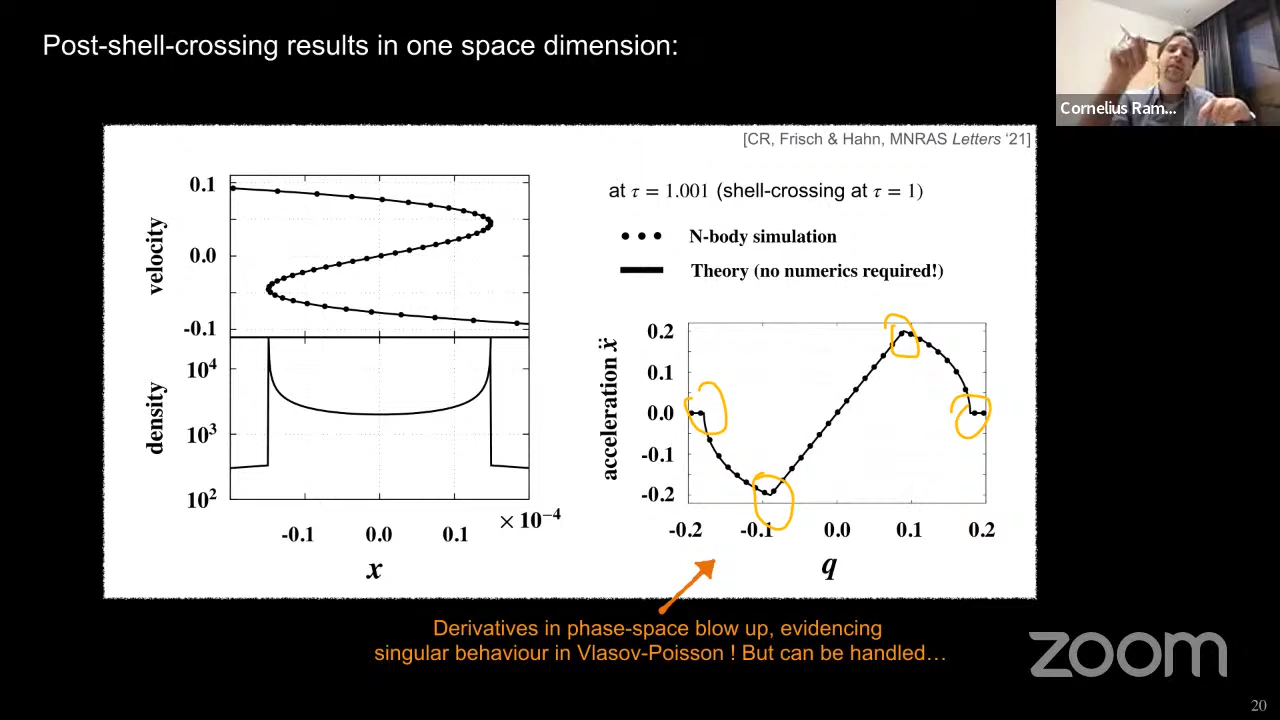 Post-shell-crossing results in one space dimension:
Cornelius Ram...
[CR, Frisch & Hahn, MNRAS Letters ‘21]
at τ = 1.001 (shell-crossing at τ = 1)
N-body simulation
Theory (no numerics required!)
velocity
0.1
0.0
-0.1
density
10⁴
10³
10²
-0.1
0.0
0.1
× 10⁻⁴
x
acceleration ẍ
0.2
0.1
0.0
-0.1
-0.2
-0.2
-0.1
0.0
0.1
0.2
q
Derivatives in phase-space blow up, evidencing
singular behaviour in Vlasov-Poisson ! But can be handled…
zoom
20